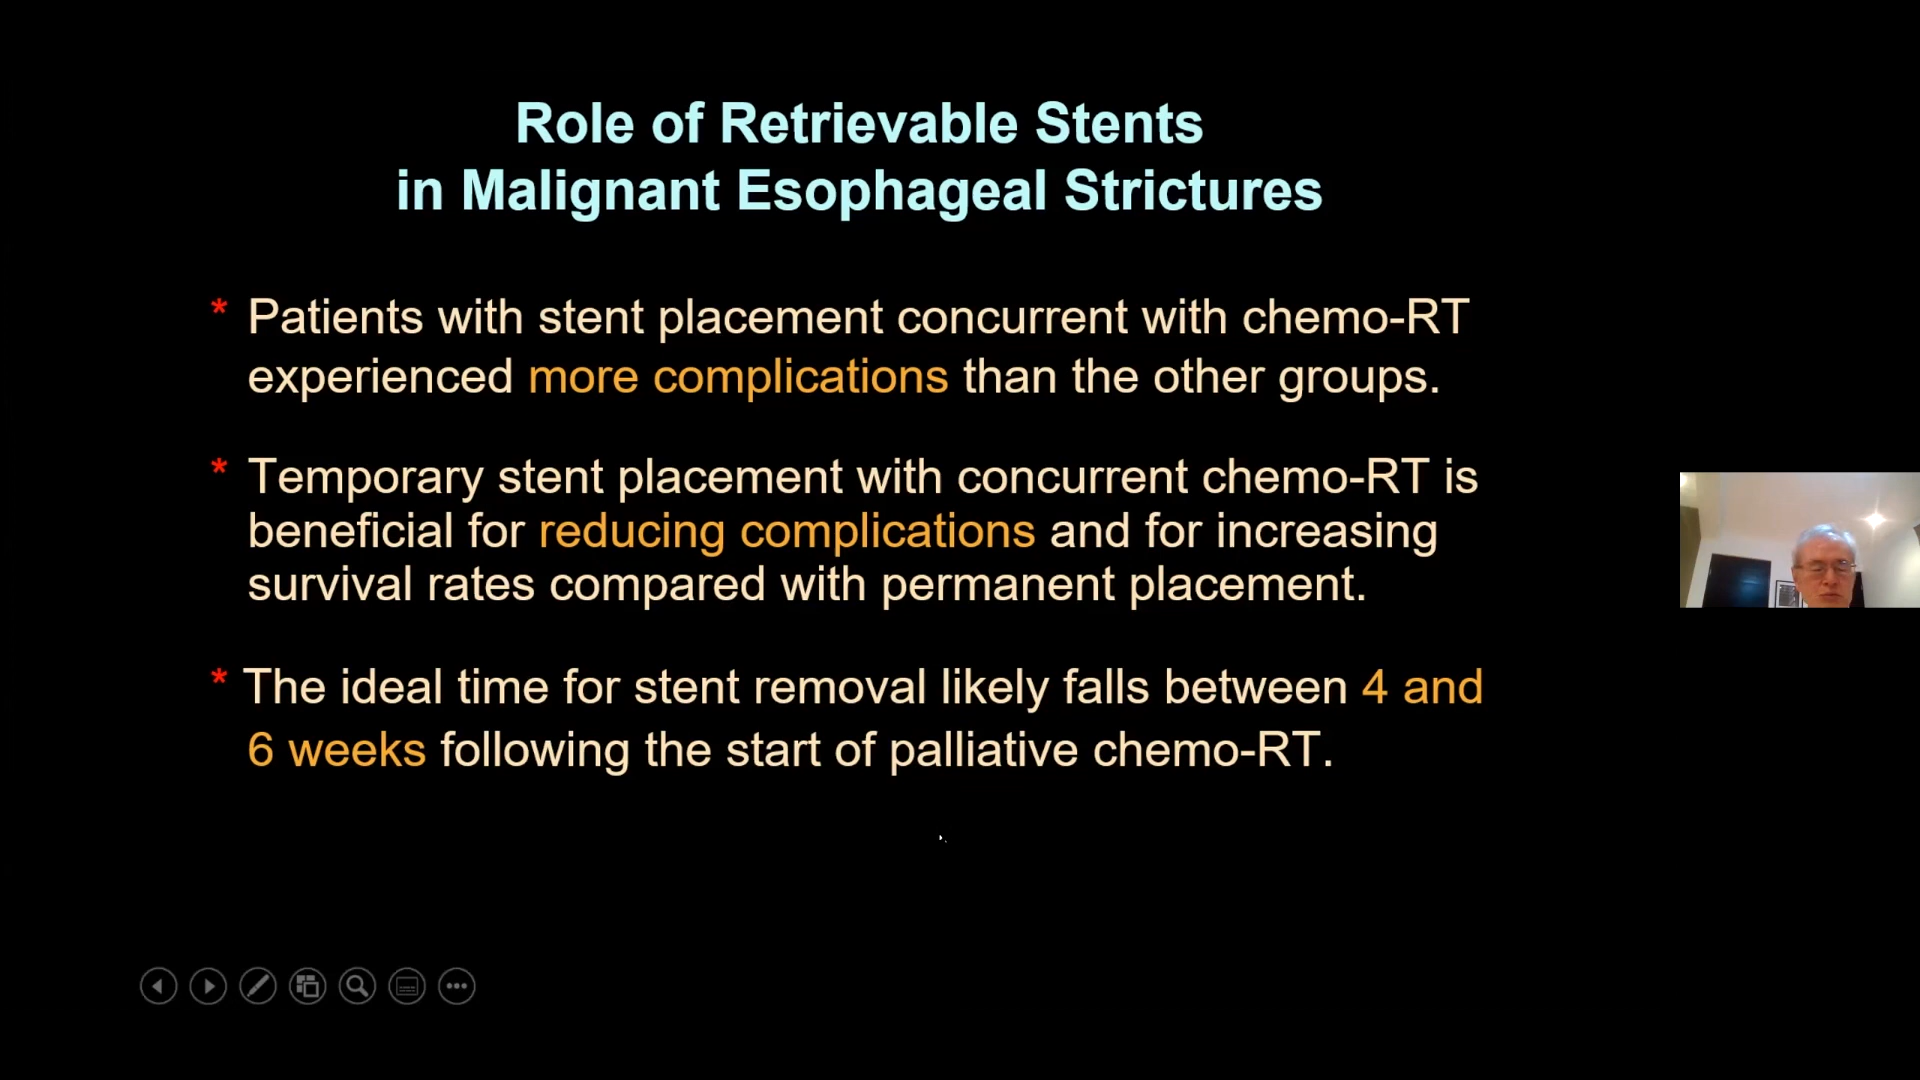 Role of Retrievable Stents
in Malignant Esophageal Strictures
* Patients with stent placement concurrent with chemo-RT
experienced more complications than the other groups.
* Temporary stent placement with concurrent chemo-RT is
beneficial for reducing complications and for increasing
survival rates compared with permanent placement.
* The ideal time for stent removal likely falls between 4 and
6 weeks following the start of palliative chemo-RT.